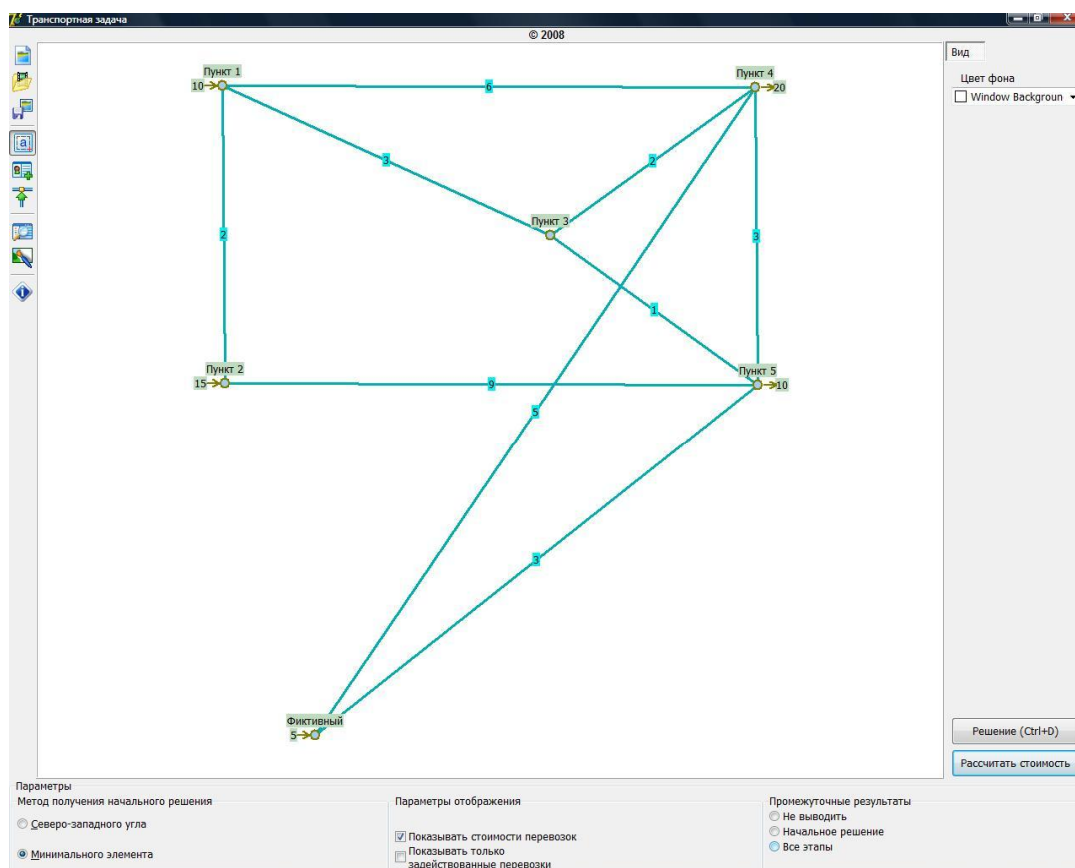 Транспортная задача
© 2008
Вид
Цвет фона
Window Backgroun
Пункт 1
10
6
Пункт 4
20
3
2
Пункт 3
2
3
1
Пункт 2
15
9
Пункт 5
10
5
3
Фиктивный
5
Решение (Ctrl+D)
Рассчитать стоимость
Параметры
Метод получения начального решения
Северо-западного угла
Минимального элемента
Параметры отображения
Показывать стоимости перевозок
Показывать только
задействованные перевозки
Промежуточные результаты
Не выводить
Начальное решение
Все этапы